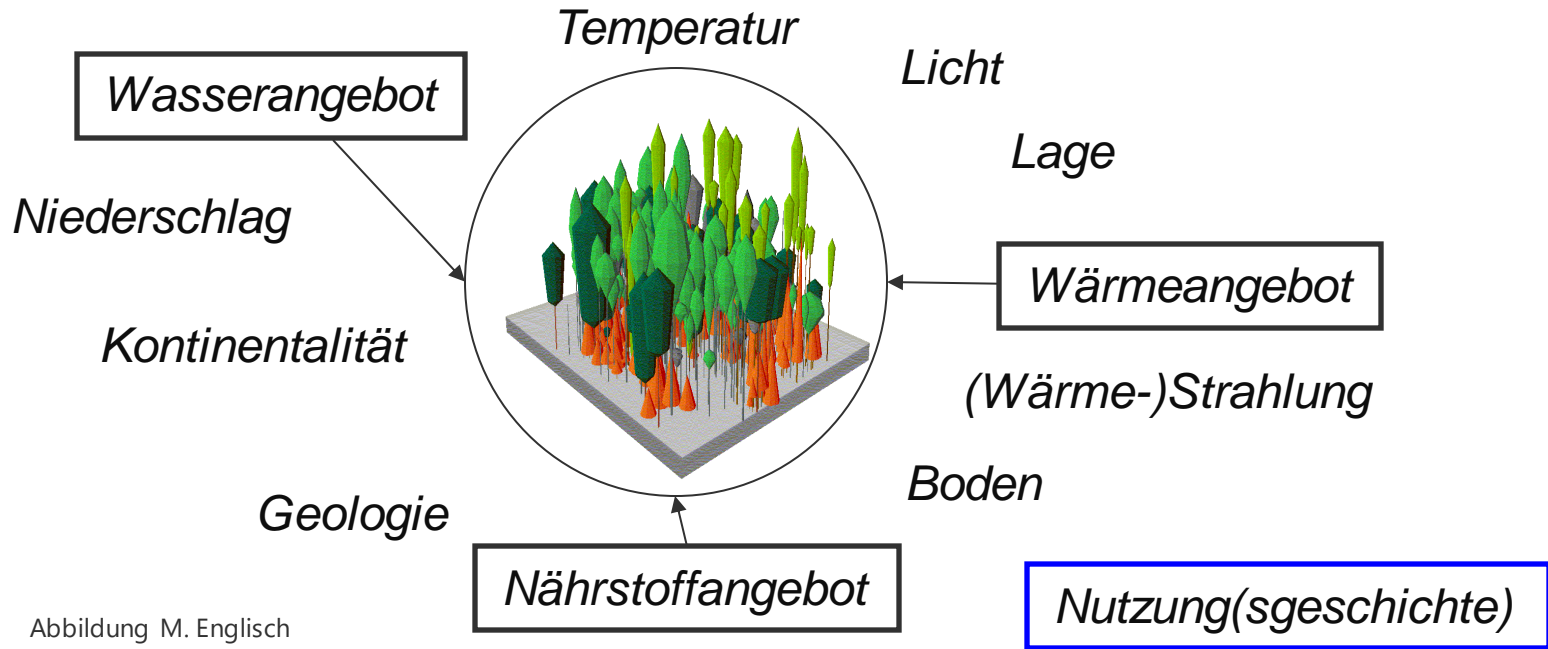 Temperatur
Licht
Wasserangebot
Lage
Niederschlag
Wärmeangebot
Kontinentalität
(Wärme-)Strahlung
Boden
Geologie
Nährstoffangebot
Nutzung(sgeschichte)
Abbildung M. Englisch